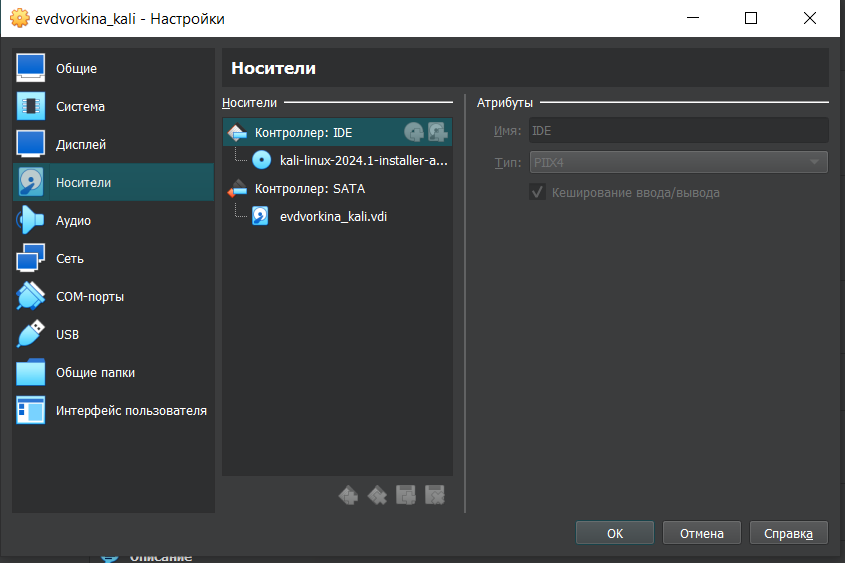 evdvorkina_kali - Настройки
Общие
Система
Дисплей
Носители
Аудио
Сеть
COM-порты
USB
Общие папки
Интерфейс пользователя
Носители
Носители
Контроллер: IDE
kali-linux-2024.1-installer-a...
Контроллер: SATA
evdvorkina_kali.vdi
Атрибуты
Имя: IDE
Тип: PIIX4
Кеширование ввода/вывода
OK Отмена Справка
Описание